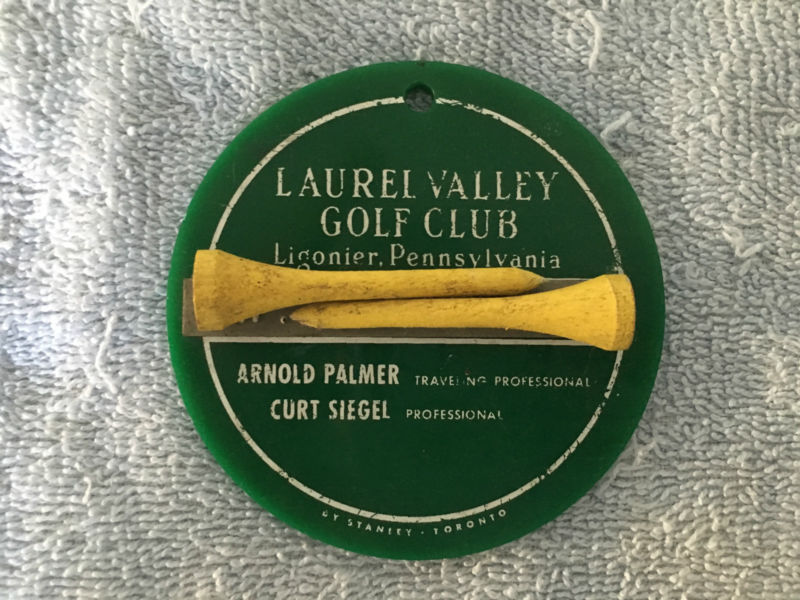 LAUREL VALLEY
GOLF CLUB
Ligonier, Pennsylvania
ARNOLD PALMER TRAVELING PROFESSIONAL
CURT SIEGEL PROFESSIONAL
BY STANLEY - TORONTO